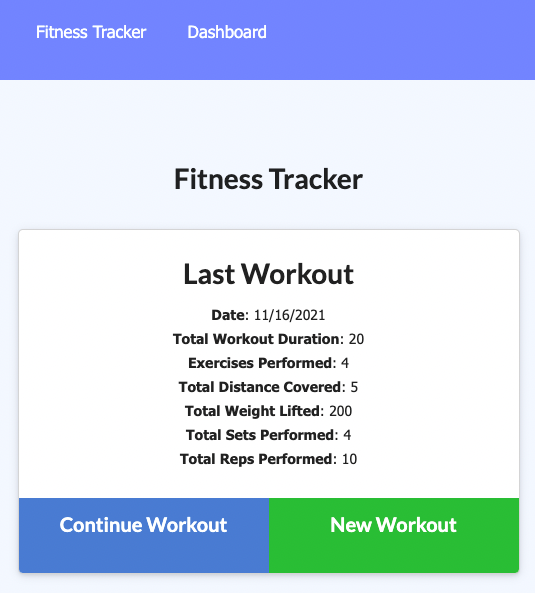 Fitness Tracker Dashboard
Fitness Tracker
Last Workout
Date: 11/16/2021
Total Workout Duration: 20
Exercises Performed: 4
Total Distance Covered: 5
Total Weight Lifted: 200
Total Sets Performed: 4
Total Reps Performed: 10
Continue Workout New Workout